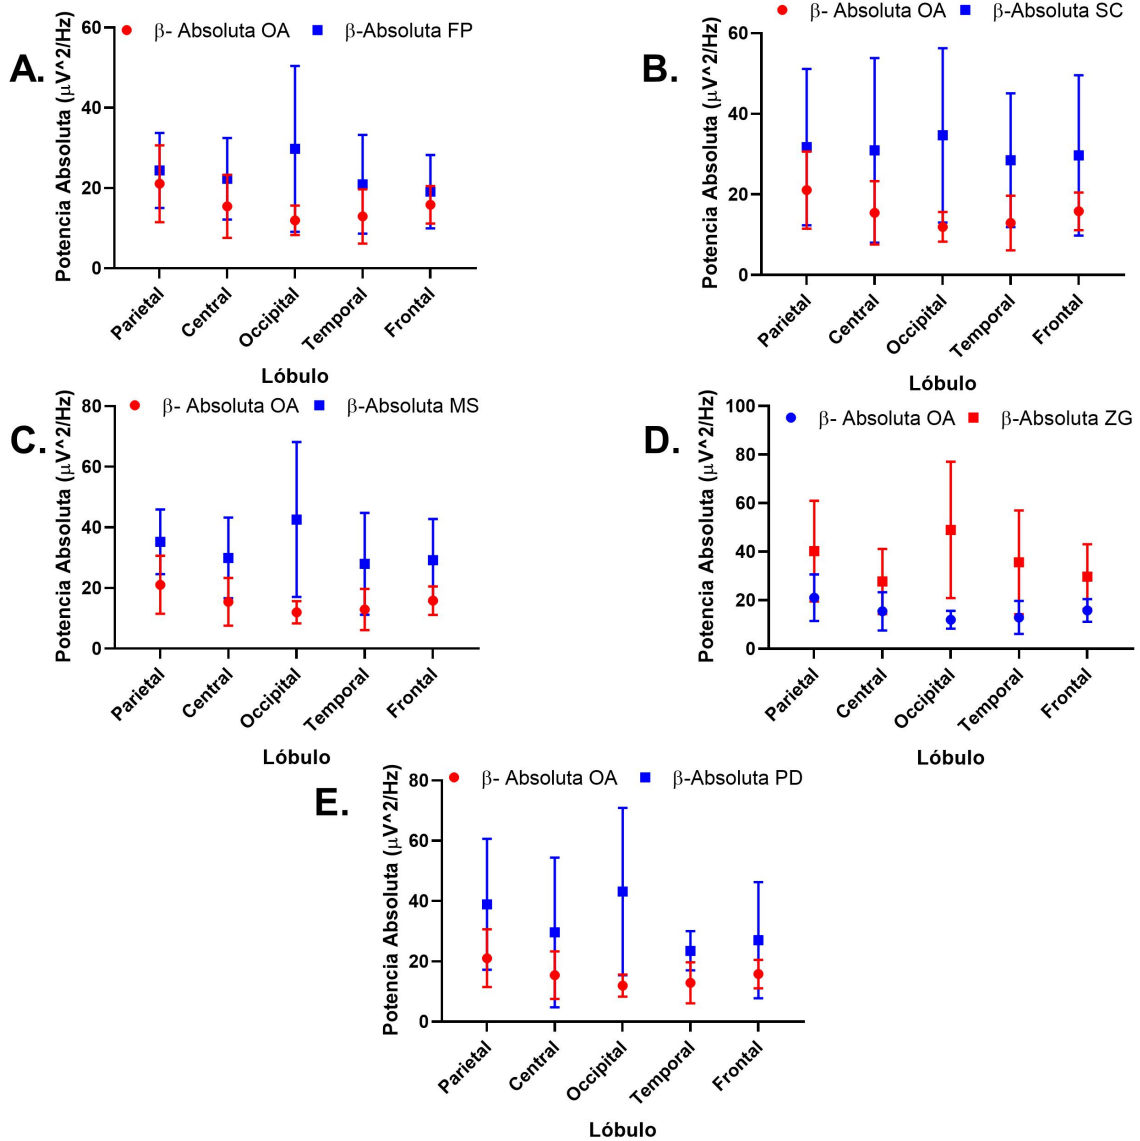 A.
β- Absoluta OA β-Absoluta FP
Potencia Absoluta (μV^2/Hz)
60
40
20
0
Parietal
Central
Occipital
Temporal
Frontal
Lóbulo
B.
β- Absoluta OA β-Absoluta SC
Potencia Absoluta (μV^2/Hz)
60
40
20
0
Parietal
Central
Occipital
Temporal
Frontal
Lóbulo
C.
β- Absoluta OA β-Absoluta MS
Potencia Absoluta (μV^2/Hz)
80
60
40
20
0
Parietal
Central
Occipital
Temporal
Frontal
Lóbulo
D.
β- Absoluta OA β-Absoluta ZG
Potencia Absoluta (μV^2/Hz)
100
80
60
40
20
0
Parietal
Central
Occipital
Temporal
Frontal
Lóbulo
E.
β- Absoluta OA β-Absoluta PD
Potencia Absoluta (μV^2/Hz)
80
60
40
20
0
Parietal
Central
Occipital
Temporal
Frontal
Lóbulo